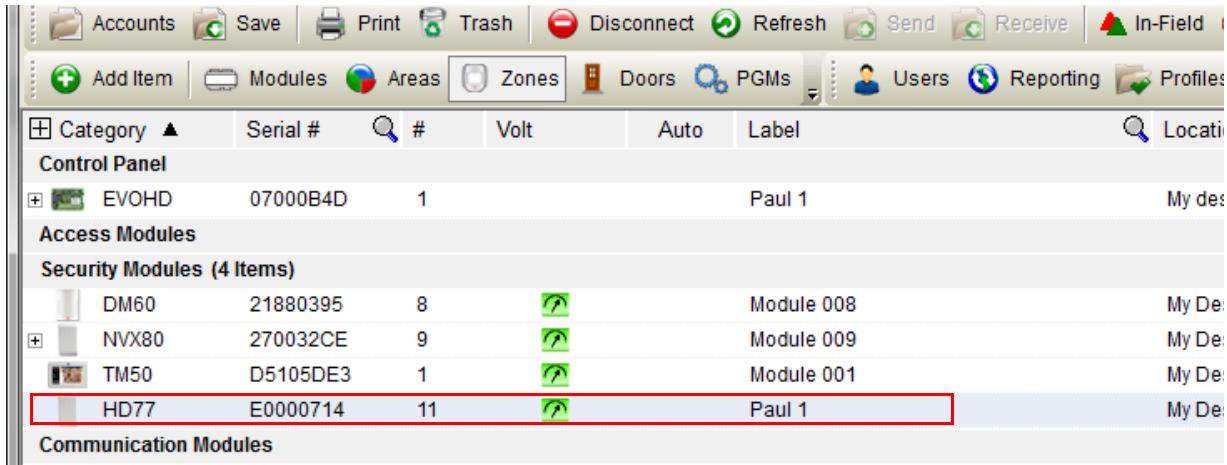 Accounts Save Print Trash Disconnect Refresh Send Receive In-Field
Add Item Modules Areas Zones Doors PGMs Users Reporting Profiles
Category Serial # # Volt Auto Label Locati
Control Panel
EVOHD 07000B4D 1 Paul 1 My des
Access Modules
Security Modules (4 Items)
DM60 21880395 8 Module 008 My Des
NVX80 270032CE 9 Module 009 My Des
TM50 D5105DE3 1 Module 001 My Des
HD77 E0000714 11 Paul 1 My Des
Communication Modules